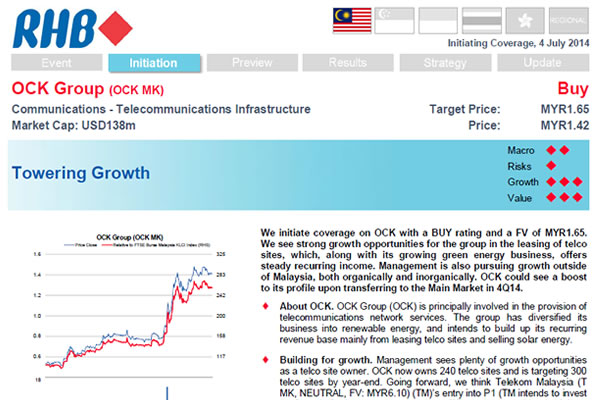 RHB
REGIONAL
Initiating Coverage, 4 July 2014
Event Initiation Preview Results Strategy Update
OCK Group (OCK MK) Buy
Communications - Telecommunications Infrastructure Target Price: MYR1.65
Market Cap: USD138m Price: MYR1.42
Towering Growth
Macro
Risks
Growth
Value
OCK Group (OCK MK)
Price Close Relative to FTSE Bursa Malaysia KLCI Index (RHS)
1.6 325
1.4 283
1.2 242
1.0 200
0.8 158
0.6 117
18
We initiate coverage on OCK with a BUY rating and a FV of MYR1.65.
We see strong growth opportunities for the group in the leasing of telco
sites, which, along with its growing green energy business, offers
steady recurring income. Management is also pursuing growth outside
of Malaysia, both organically and inorganically. OCK could see a boost
to its profile upon transferring to the Main Market in 4Q14.
About OCK. OCK Group (OCK) is principally involved in the provision of
telecommunications network services. The group has diversified its
business into renewable energy, and intends to build up its recurring
revenue base mainly from leasing telco sites and selling solar energy.
Building for growth. Management sees plenty of growth opportunities
as a telco site owner. OCK now owns 240 telco sites and is targeting 300
telco sites by year-end. Going forward, we think Telekom Malaysia (T
MK, NEUTRAL, FV: MYR6.10) (TM)'s entry into P1 (TM intends to invest